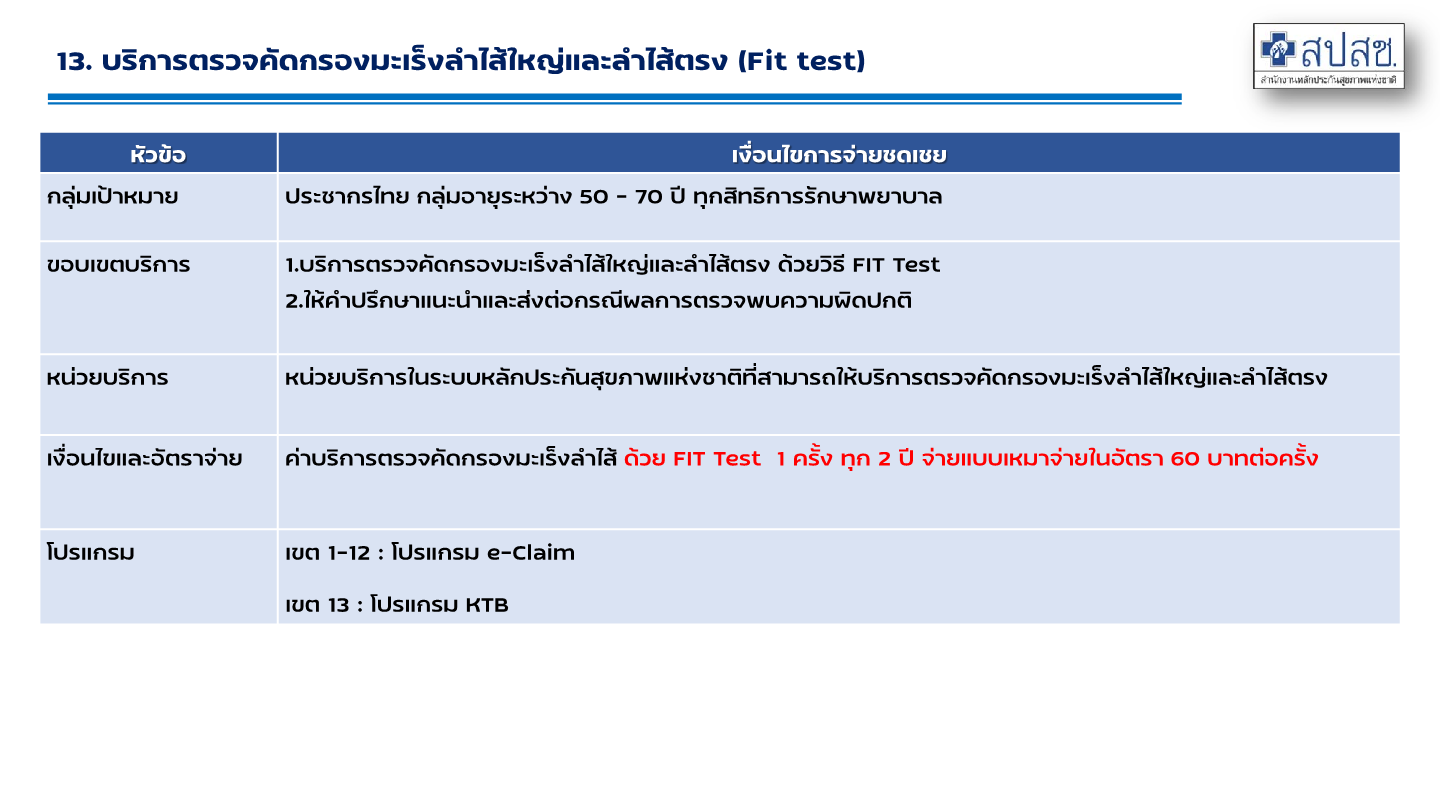 13. บริการตรวจคัดกรองมะเร็งลำไส้ใหญ่และลำไส้ตรง (Fit test)
สปสช.
สำนักงานหลักประกันสุขภาพแห่งชาติ
หัวข้อ เงื่อนไขการจ่ายชดเชย
กลุ่มเป้าหมาย ประชากรไทย กลุ่มอายุระหว่าง 50 - 70 ปี ทุกสิทธิการรักษาพยาบาล
ขอบเขตบริการ 1.บริการตรวจคัดกรองมะเร็งลำไส้ใหญ่และลำไส้ตรง ด้วยวิธี FIT Test
2.ให้คำปรึกษาแนะนำและส่งต่อกรณีผลการตรวจพบความผิดปกติ
หน่วยบริการ หน่วยบริการในระบบหลักประกันสุขภาพแห่งชาติที่สามารถให้บริการตรวจคัดกรองมะเร็งลำไส้ใหญ่และลำไส้ตรง
เงื่อนไขและอัตราจ่าย ค่าบริการตรวจคัดกรองมะเร็งลำไส้ ด้วย FIT Test 1 ครั้ง ทุก 2 ปี จ่ายแบบเหมาจ่ายในอัตรา 60 บาทต่อครั้ง
โปรแกรม เขต 1-12 : โปรแกรม e-Claim
เขต 13 : โปรแกรม KTB